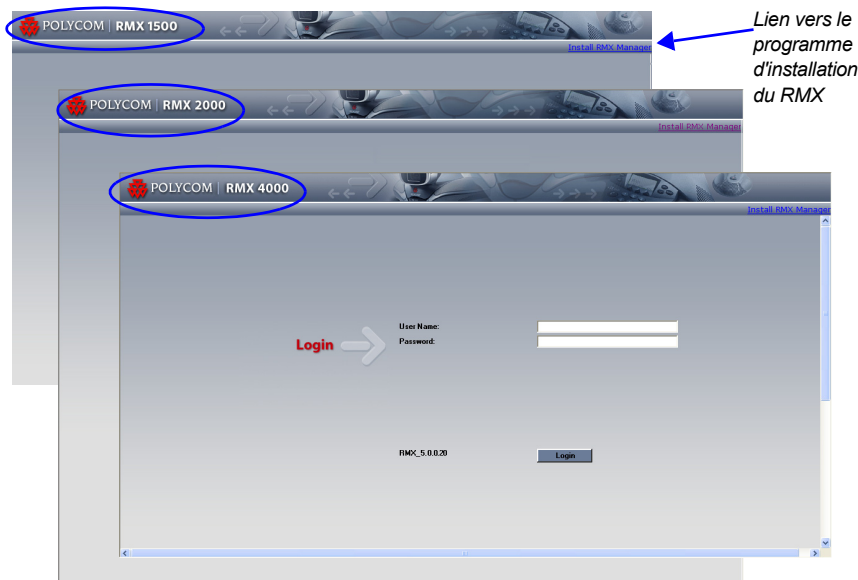 POLYCOM | RMX 1500
Install RMX Manager
Lien vers le
programme
d'installation
du RMX
POLYCOM | RMX 2000
Install RMX Manager
POLYCOM | RMX 4000
Install RMX Manager
User Name:
Login
Password:
RMX_5.0.0.20
Login